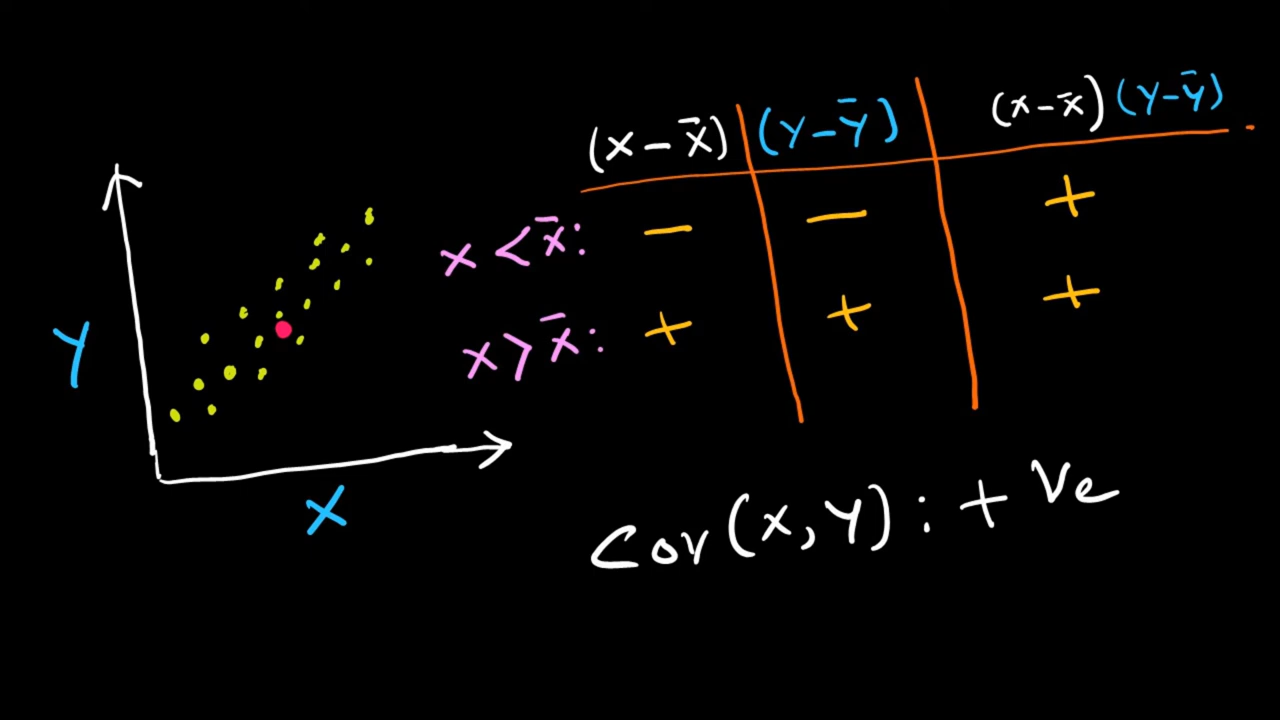 (x - x̄) (y - ȳ) (x - x̄) (y - ȳ)
x < x̄: - - +
x > x̄: + + +
Y
X
Cov(x, y) : + ve